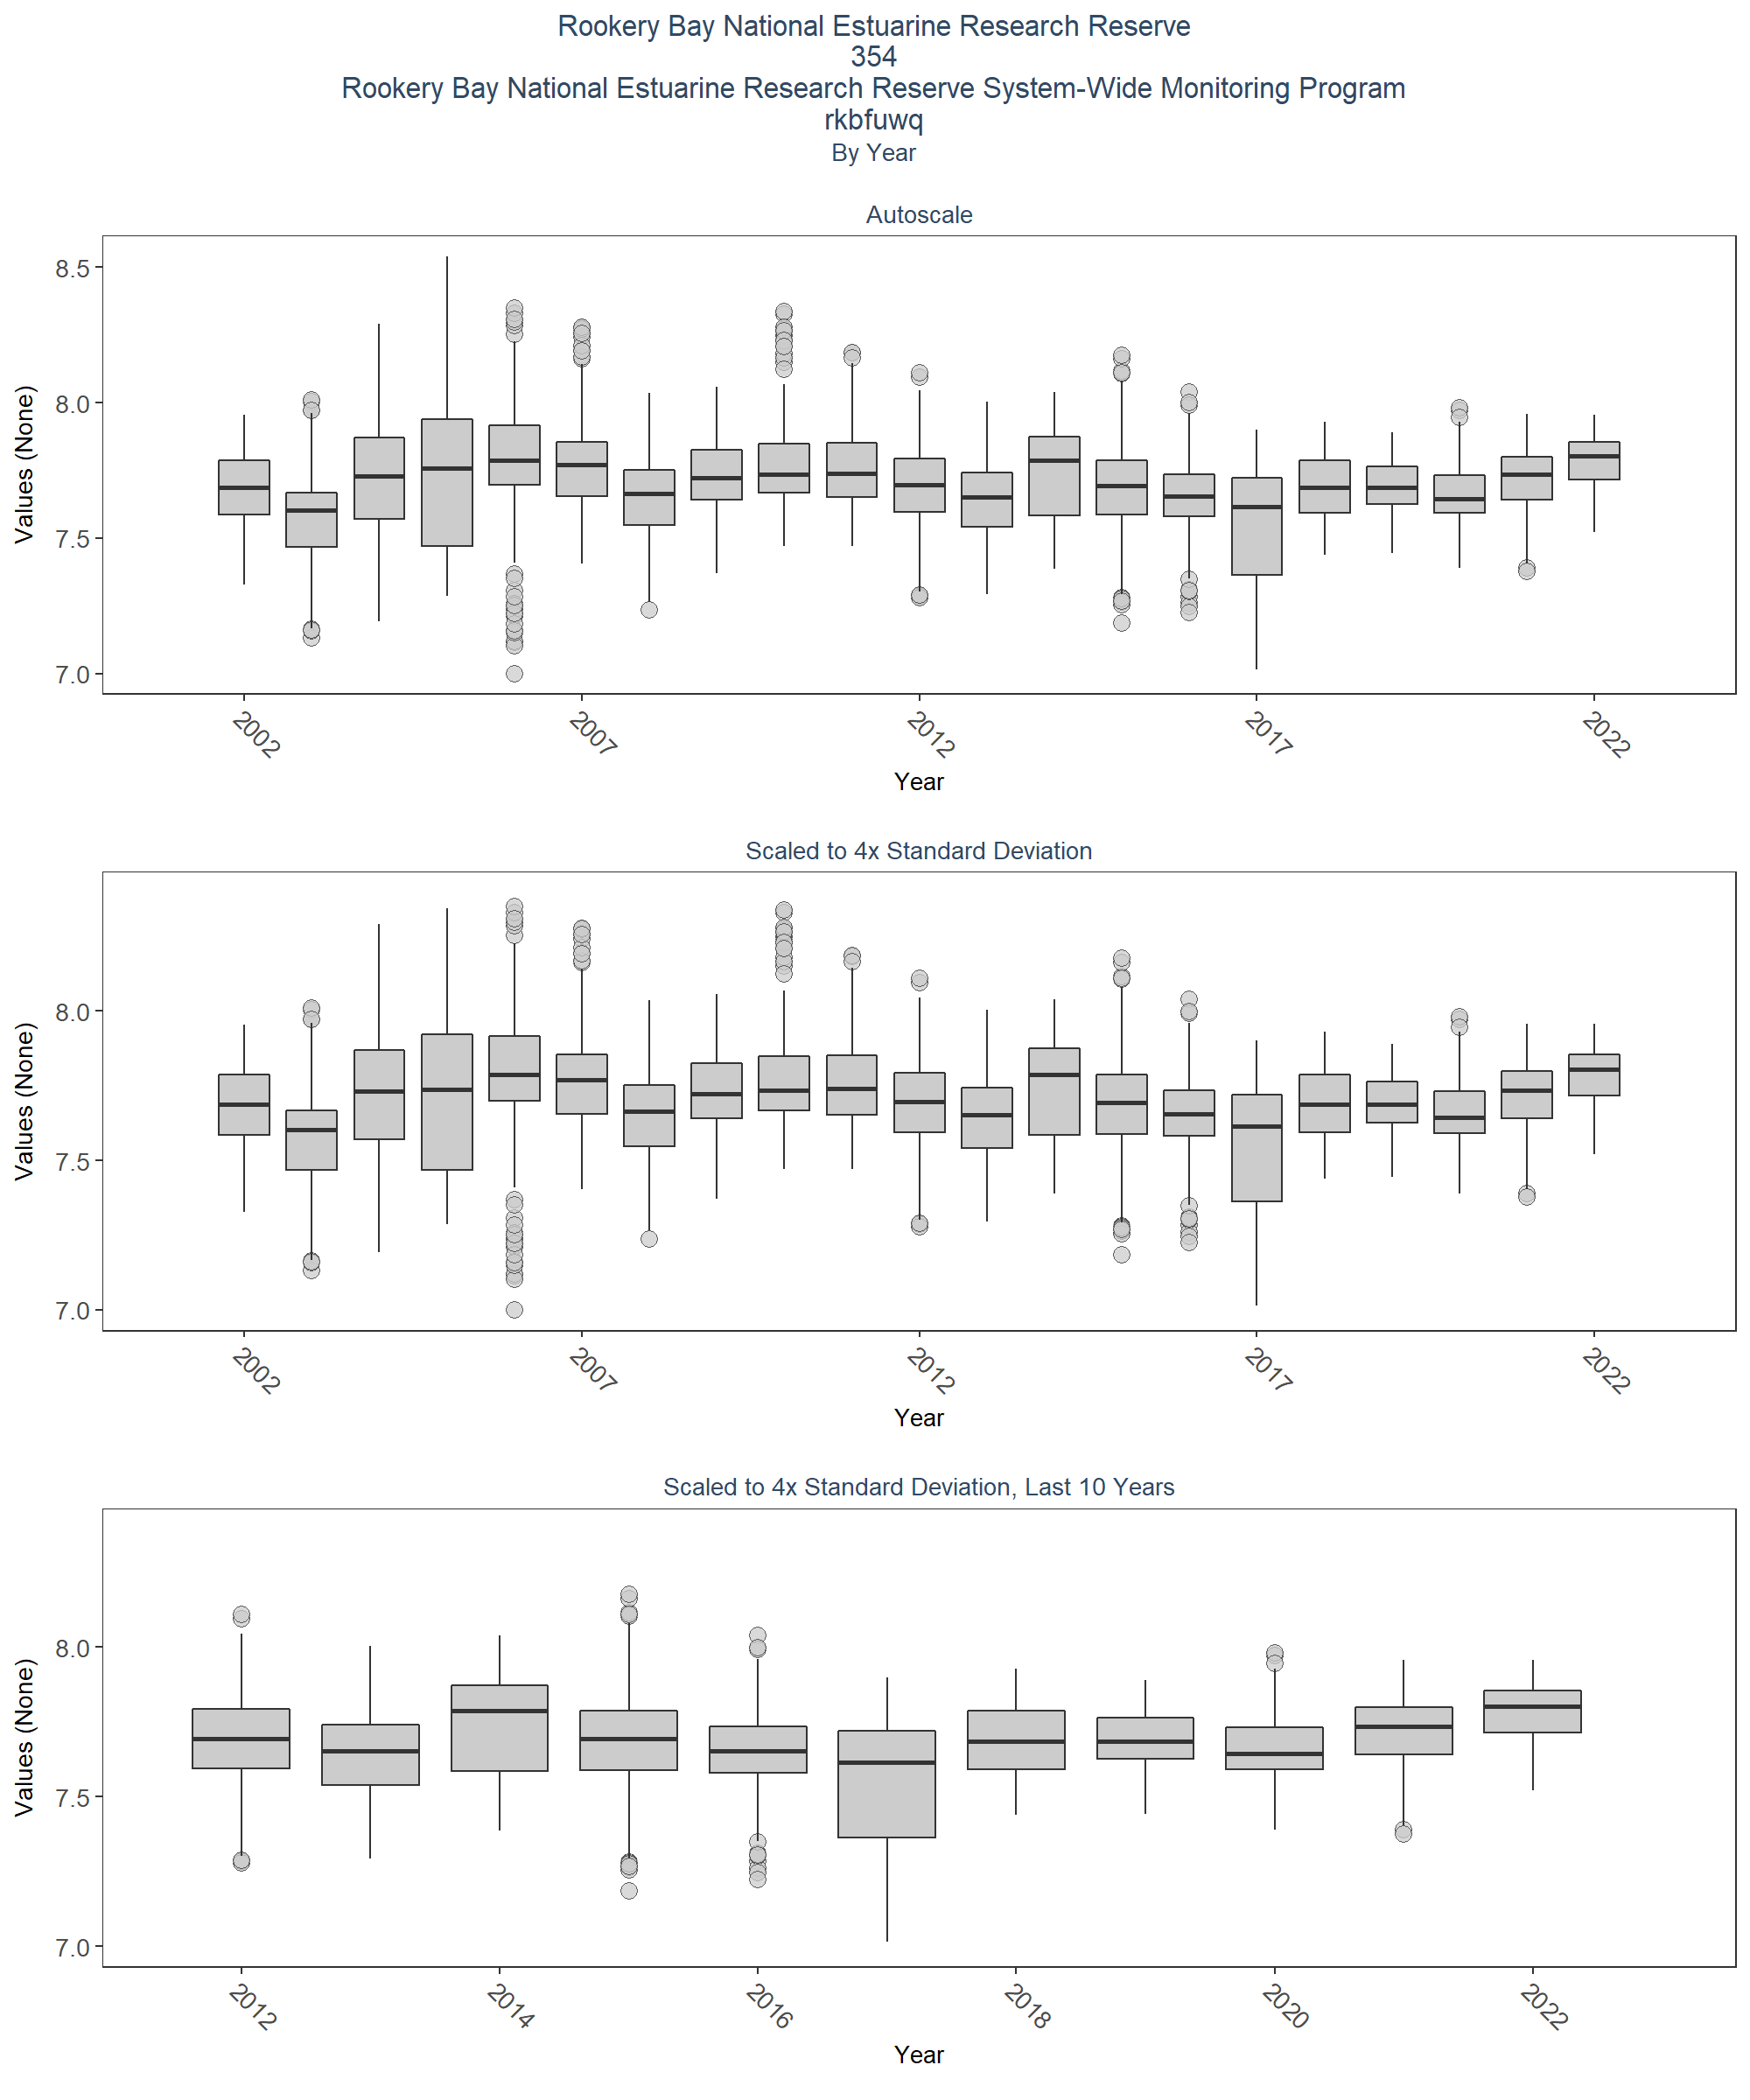 Rookery Bay National Estuarine Research Reserve
354
Rookery Bay National Estuarine Research Reserve System-Wide Monitoring Program
rkbfuwq
By Year
Autoscale
Values (None)
8.5
8.0
7.5
7.0
2002
2007
2012
2017
2022
Year
Scaled to 4x Standard Deviation
Values (None)
8.0
7.5
7.0
2002
2007
2012
2017
2022
Year
Scaled to 4x Standard Deviation, Last 10 Years
Values (None)
8.0
7.5
7.0
2012
2014
2016
2018
2020
2022
Year